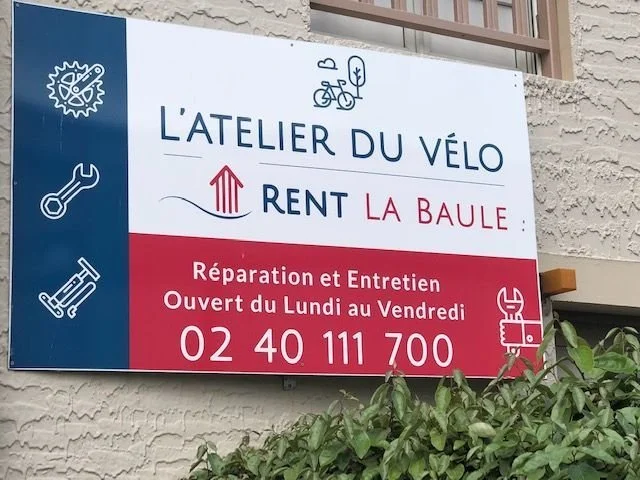 L'ATELIER DU VÉLO
RENT LA BAULE
Réparation et Entretien
Ouvert du Lundi au Vendredi
02 40 111 700